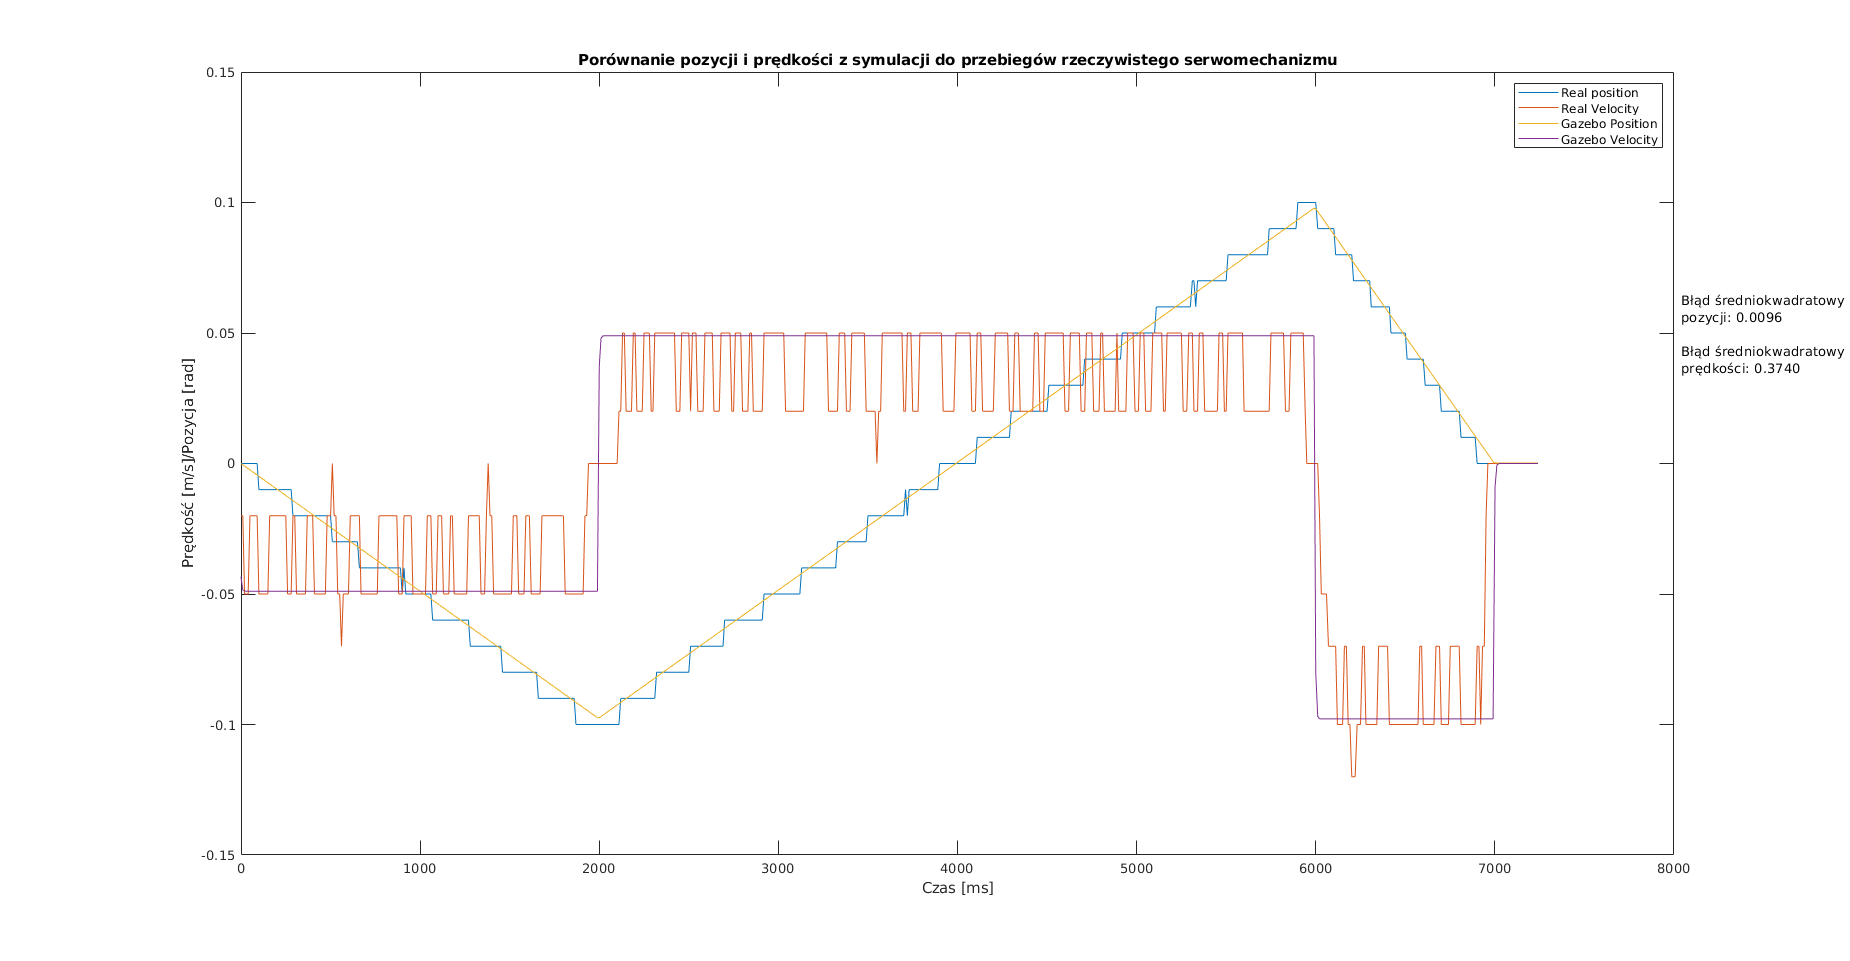 Porównanie pozycji i prędkości z symulacji do przebiegów rzeczywistego serwomechanizmu
Real position
Real Velocity
Gazebo Position
Gazebo Velocity
0.15
0.1
0.05
0
-0.05
-0.1
-0.15
Prędkość [m/s]/Pozycja [rad]
0
1000
2000
3000
4000
5000
6000
7000
8000
Czas [ms]
Błąd średniokwadratowy
pozycji: 0.0096
Błąd średniokwadratowy
prędkości: 0.3740